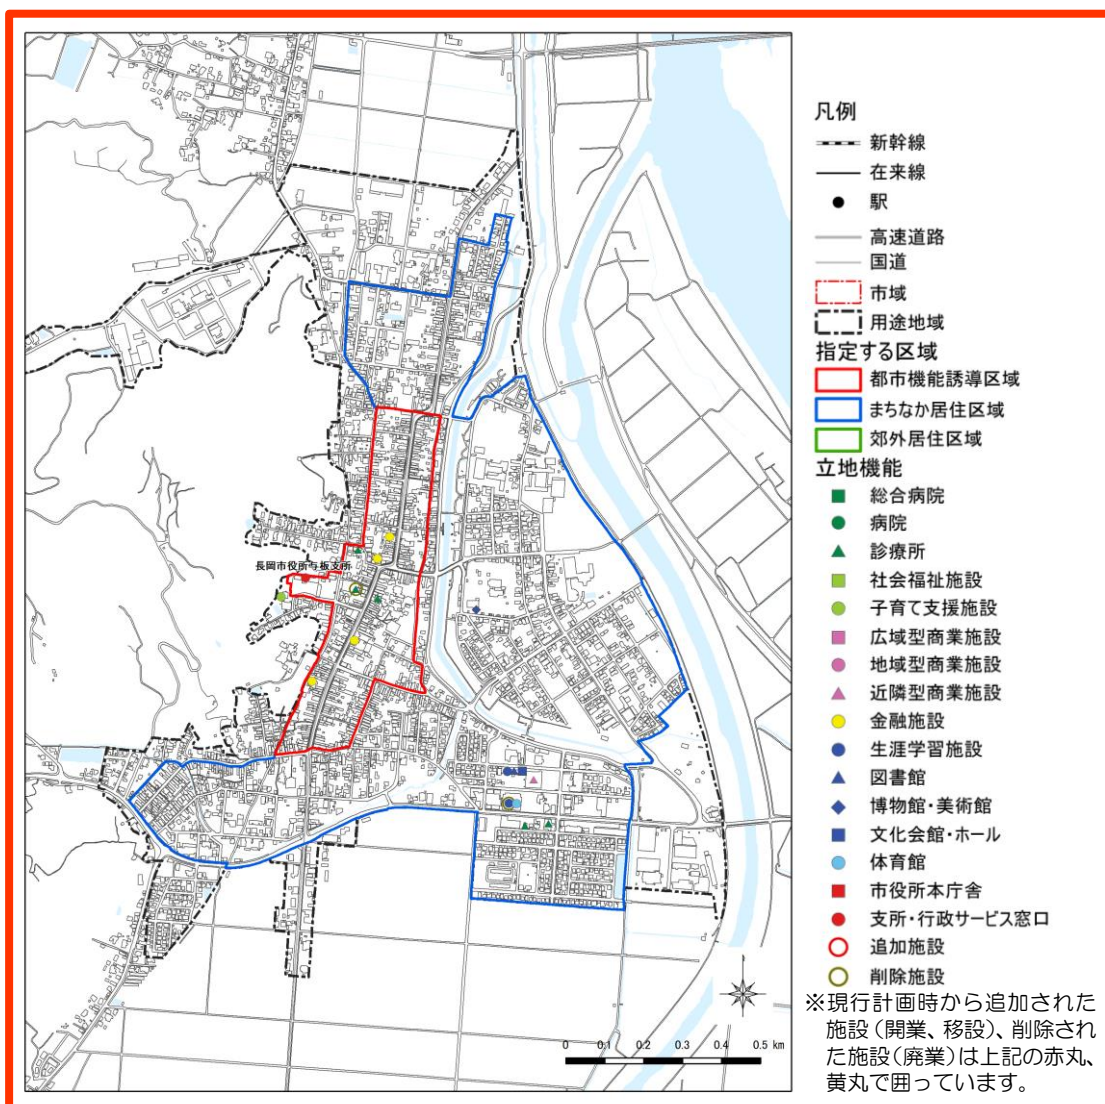 長岡市役所与板支所
0 0.1 0.2 0.3 0.4 0.5 km
凡例
新幹線
在来線
駅
高速道路
国道
市域
用途地域
指定する区域
都市機能誘導区域
まちなか居住区域
郊外居住区域
立地機能
総合病院
病院
診療所
社会福祉施設
子育て支援施設
広域型商業施設
地域型商業施設
近隣型商業施設
金融施設
生涯学習施設
図書館
博物館・美術館
文化会館・ホール
体育館
市役所本庁舎
支所・行政サービス窓口
追加施設
削除施設
※現行計画時から追加された
施設(開業、移設)、削除され
た施設(廃業)は上記の赤丸、
黄丸で囲っています。